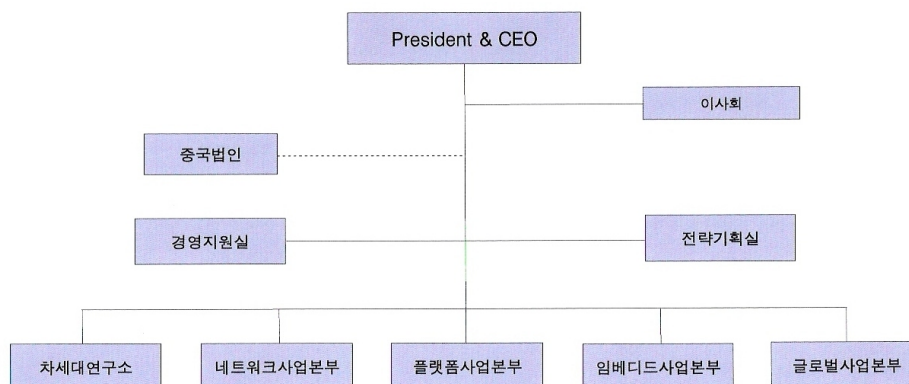 President & CEO
이사회
중국법인
경영지원실
전략기획실
차세대연구소
네트워크사업본부
플랫폼사업본부
임베디드사업본부
글로벌사업본부